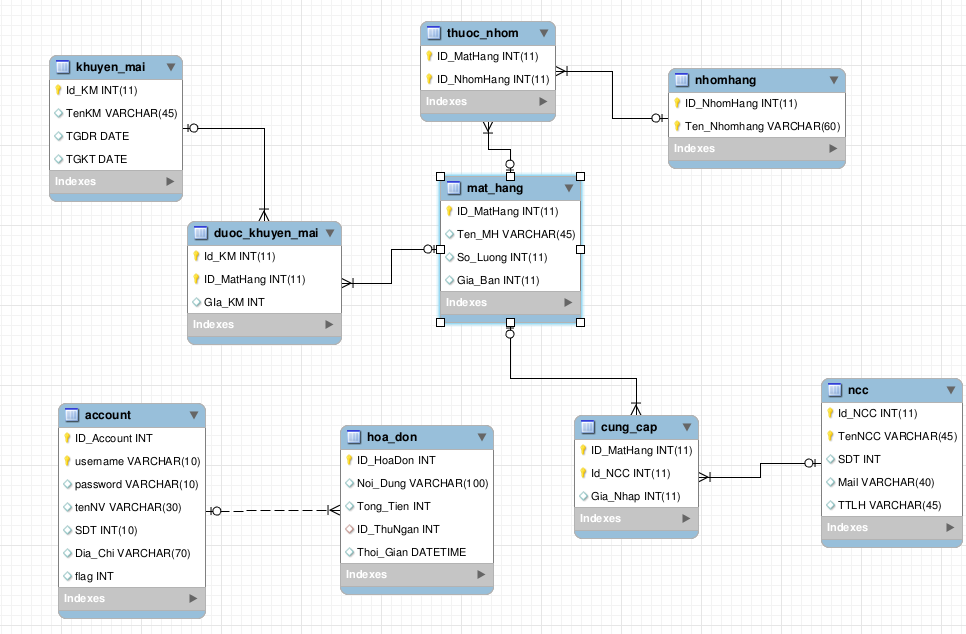 khuyen_mai
Id_KM INT(11)
TenKM VARCHAR(45)
TGDR DATE
TGKT DATE
Indexes
thuoc_nhom
ID_MatHang INT(11)
ID_NhomHang INT(11)
Indexes
nhomhang
ID_NhomHang INT(11)
Ten_Nhomhang VARCHAR(60)
Indexes
duoc_khuyen_mai
Id_KM INT(11)
ID_MatHang INT(11)
GIa_KM INT
Indexes
mat_hang
ID_MatHang INT(11)
Ten_MH VARCHAR(45)
So_Luong INT(11)
Gia_Ban INT(11)
Indexes
account
ID_Account INT
username VARCHAR(10)
password VARCHAR(10)
tenNV VARCHAR(30)
SDT INT(10)
Dia_Chi VARCHAR(70)
flag INT
Indexes
hoa_don
ID_HoaDon INT
Noi_Dung VARCHAR(100)
Tong_Tien INT
ID_ThuNgan INT
Thoi_Gian DATETIME
Indexes
cung_cap
ID_MatHang INT(11)
Id_NCC INT(11)
Gia_Nhap INT(11)
Indexes
ncc
Id_NCC INT(11)
TenNCC VARCHAR(45)
SDT INT
Mail VARCHAR(40)
TTLH VARCHAR(45)
Indexes